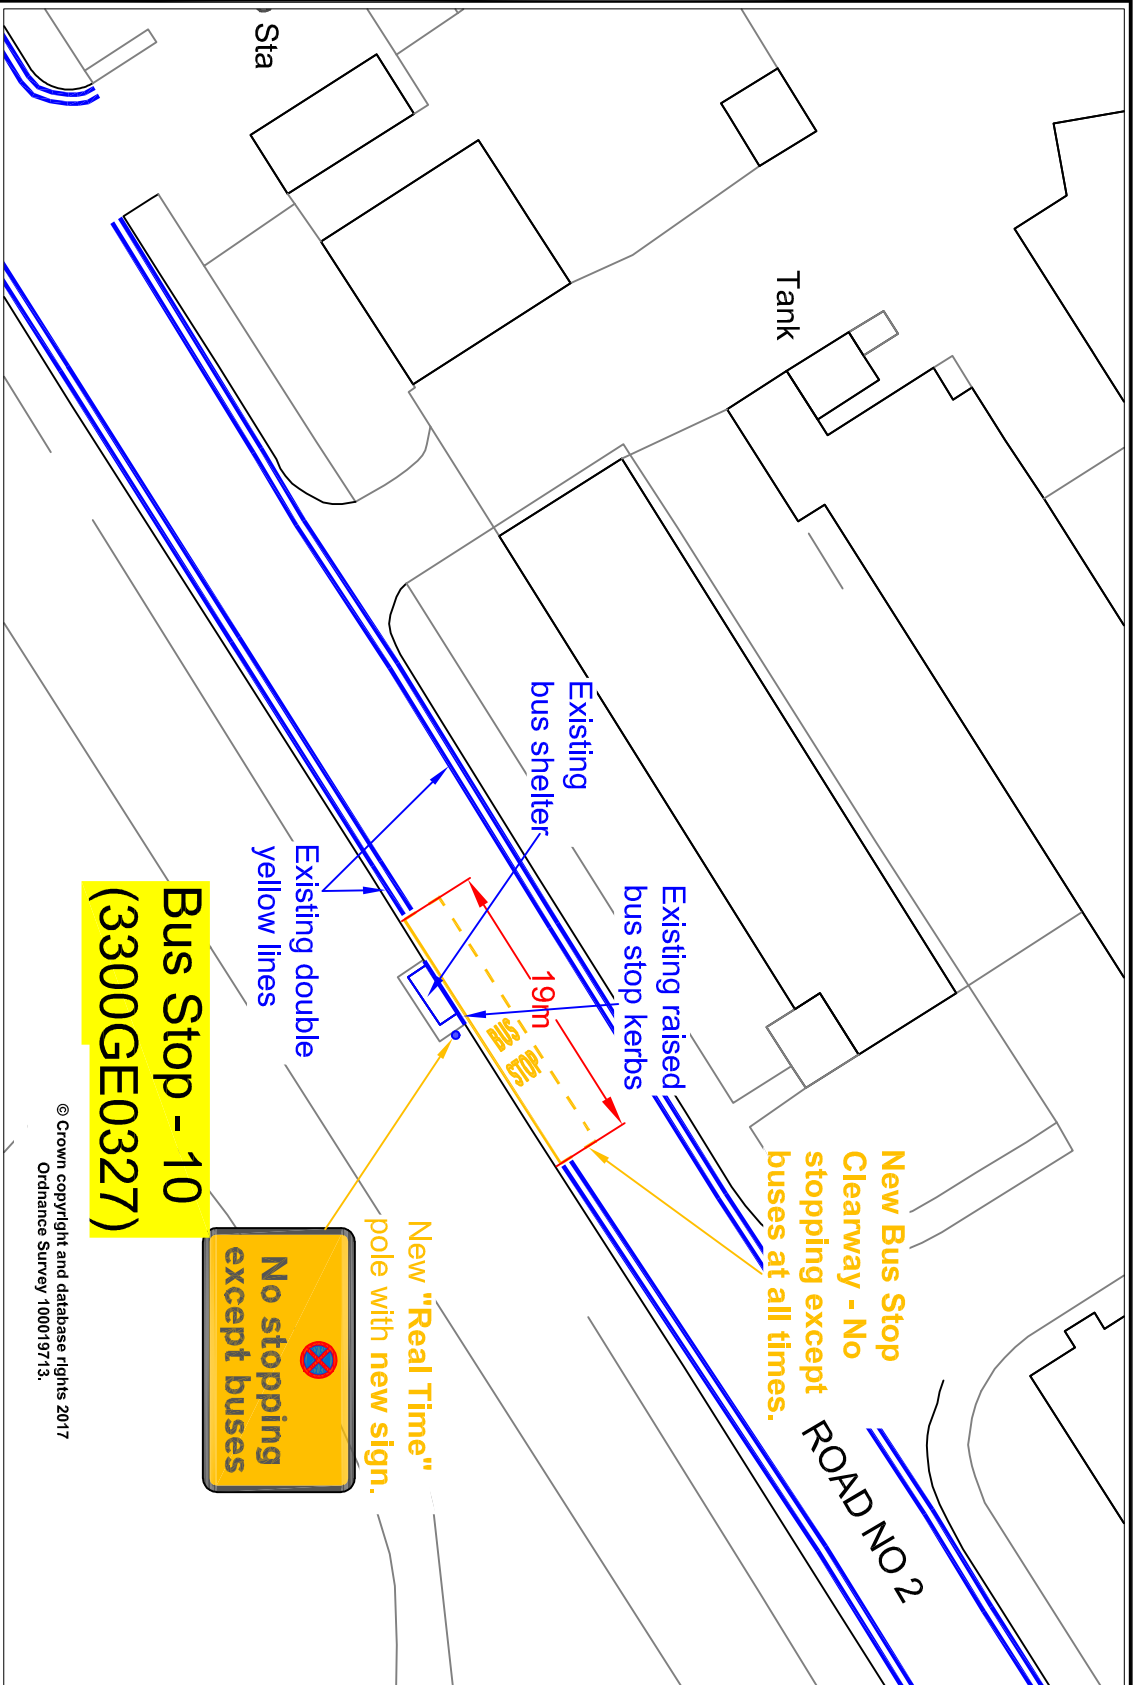 Sta
Tank
Existing
bus shelter
Existing raised
bus stop kerbs
19m
BUS
STOP
Existing double
yellow lines
New Bus Stop
Clearway - No
stopping except
buses at all times.
ROAD NO 2
New "Real Time"
pole with new sign.
No stopping
except buses
Bus Stop - 10
(3300GE0327)
© Crown copyright and database rights 2017
Ordnance Survey 100019713.